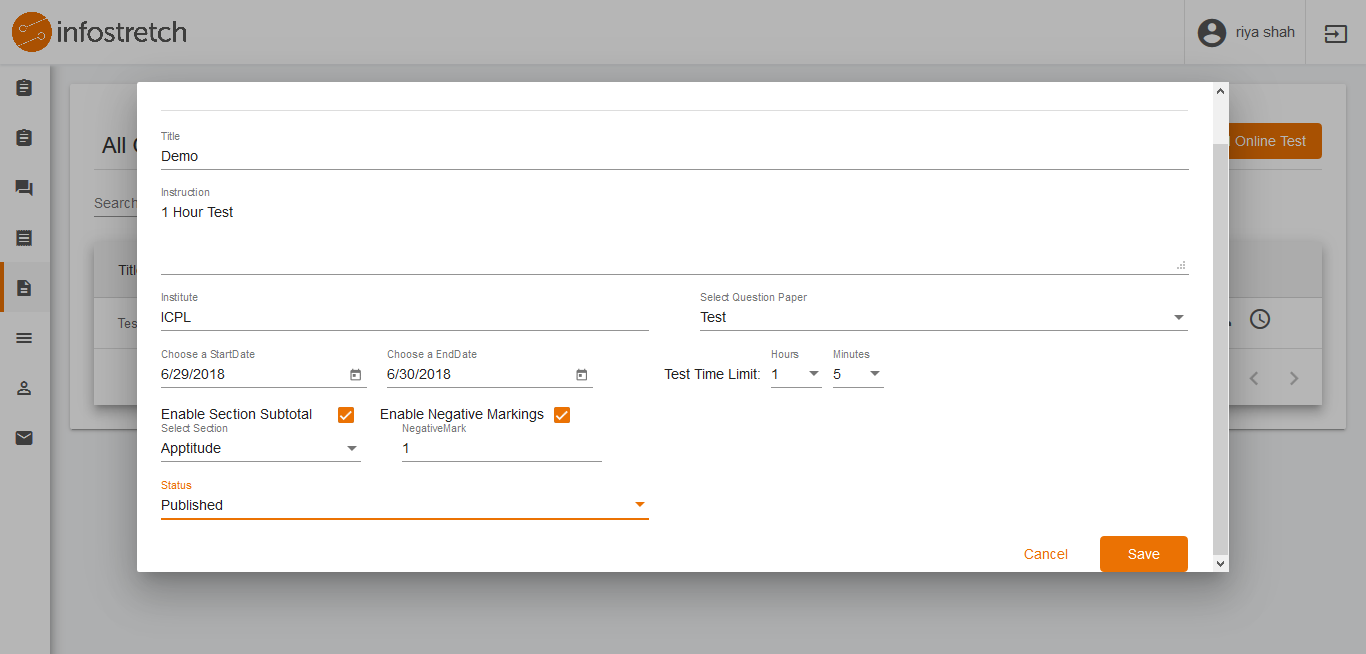 infostretch
riya shah
All
Online Test
Search
Title
Demo
Instruction
1 Hour Test
Institute
ICPL
Select Question Paper
Test
Choose a StartDate
6/29/2018
Choose a EndDate
6/30/2018
Test Time Limit:
Hours
1
Minutes
5
Enable Section Subtotal
Enable Negative Markings
Select Section
Apptitude
NegativeMark
1
Status
Published
Cancel
Save